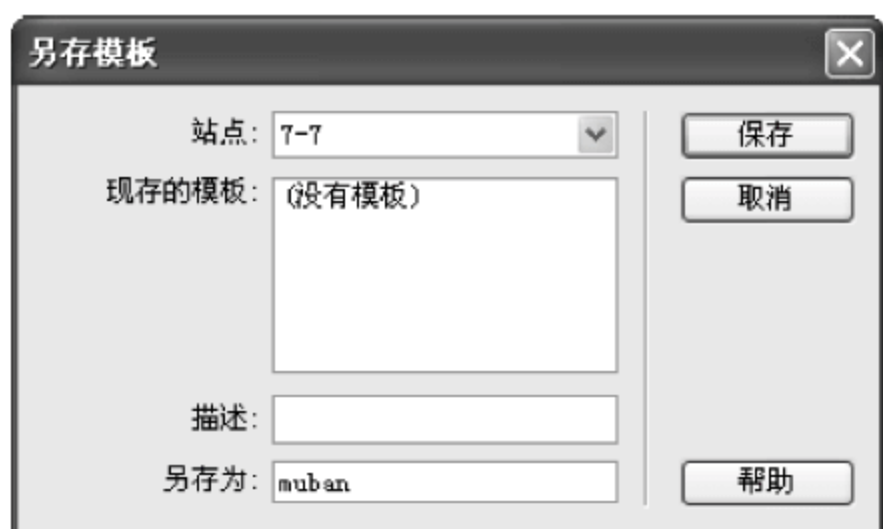 另存模板
站点: 7-7 保存
现存的模板: (没有模板) 取消
描述:
另存为: muban 帮助